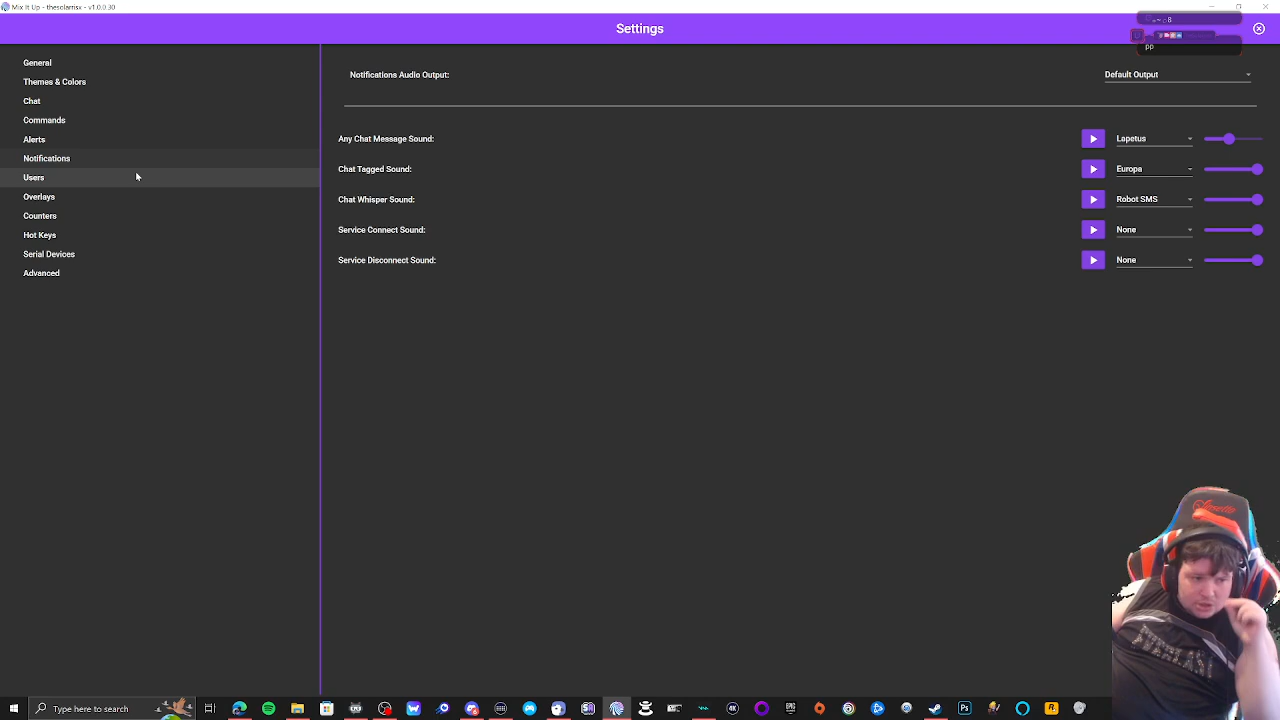 Mix It Up - thesolarrisx - v1.0.0.30
Settings
pp
General
Themes & Colors
Chat
Commands
Alerts
Notifications
Users
Overlays
Counters
Hot Keys
Serial Devices
Advanced
Notifications Audio Output:
Default Output
Any Chat Message Sound:
Lapetus
Chat Tagged Sound:
Europa
Chat Whisper Sound:
Robot SMS
Service Connect Sound:
None
Service Disconnect Sound:
None
Type here to search